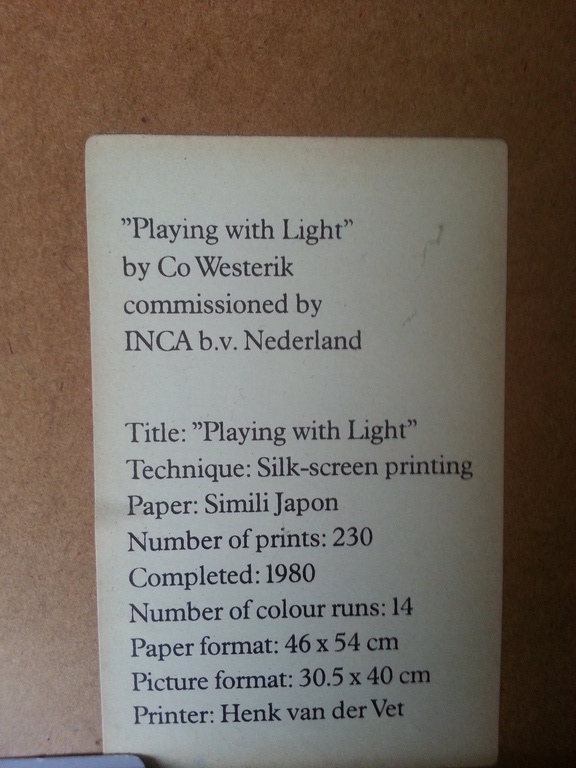 ”Playing with Light”
by Co Westerik
commissioned by
INCA b.v. Nederland
Title: ”Playing with Light”
Technique: Silk-screen printing
Paper: Simili Japon
Number of prints: 230
Completed: 1980
Number of colour runs: 14
Paper format: 46 x 54 cm
Picture format: 30.5 x 40 cm
Printer: Henk van der Vet